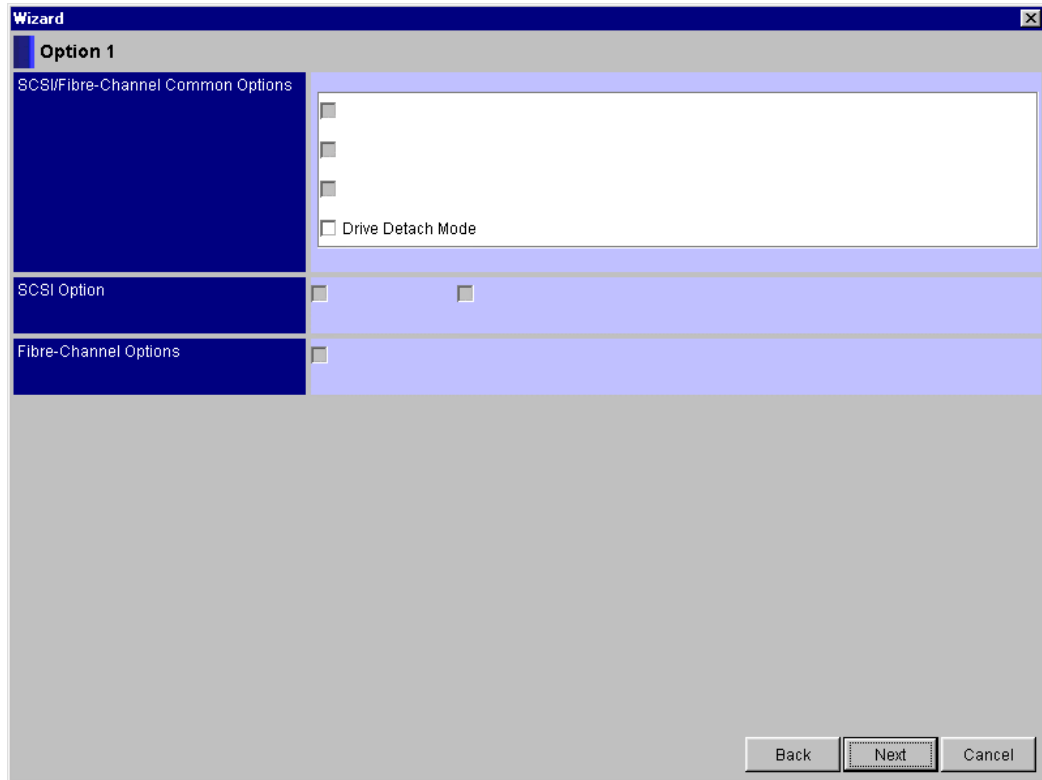 Wizard
Option 1
SCSI/Fibre-Channel Common Options
Drive Detach Mode
SCSI Option
Fibre-Channel Options
Back Next Cancel